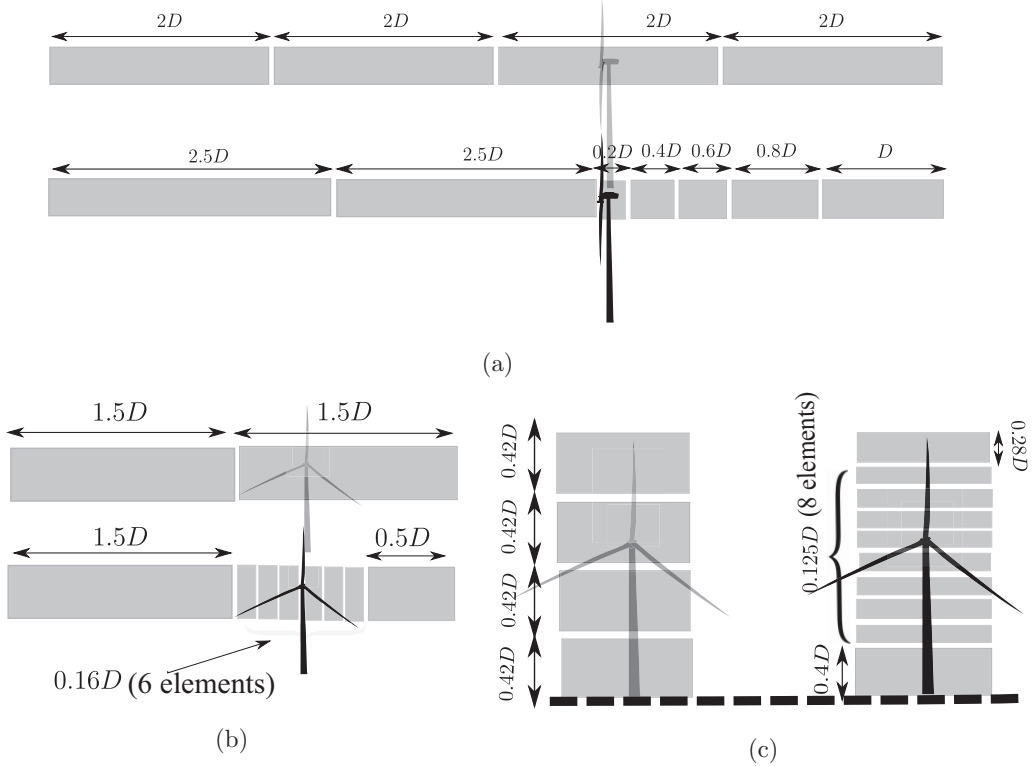 2D 2D 2D 2D
2.5D 2.5D 0.2D 0.4D 0.6D 0.8D D
(a)
1.5D 1.5D
1.5D 0.5D
0.16D (6 elements)
(b)
0.42D
0.42D
0.42D
0.42D
0.125D (8 elements)
0.28D
0.4D
(c)